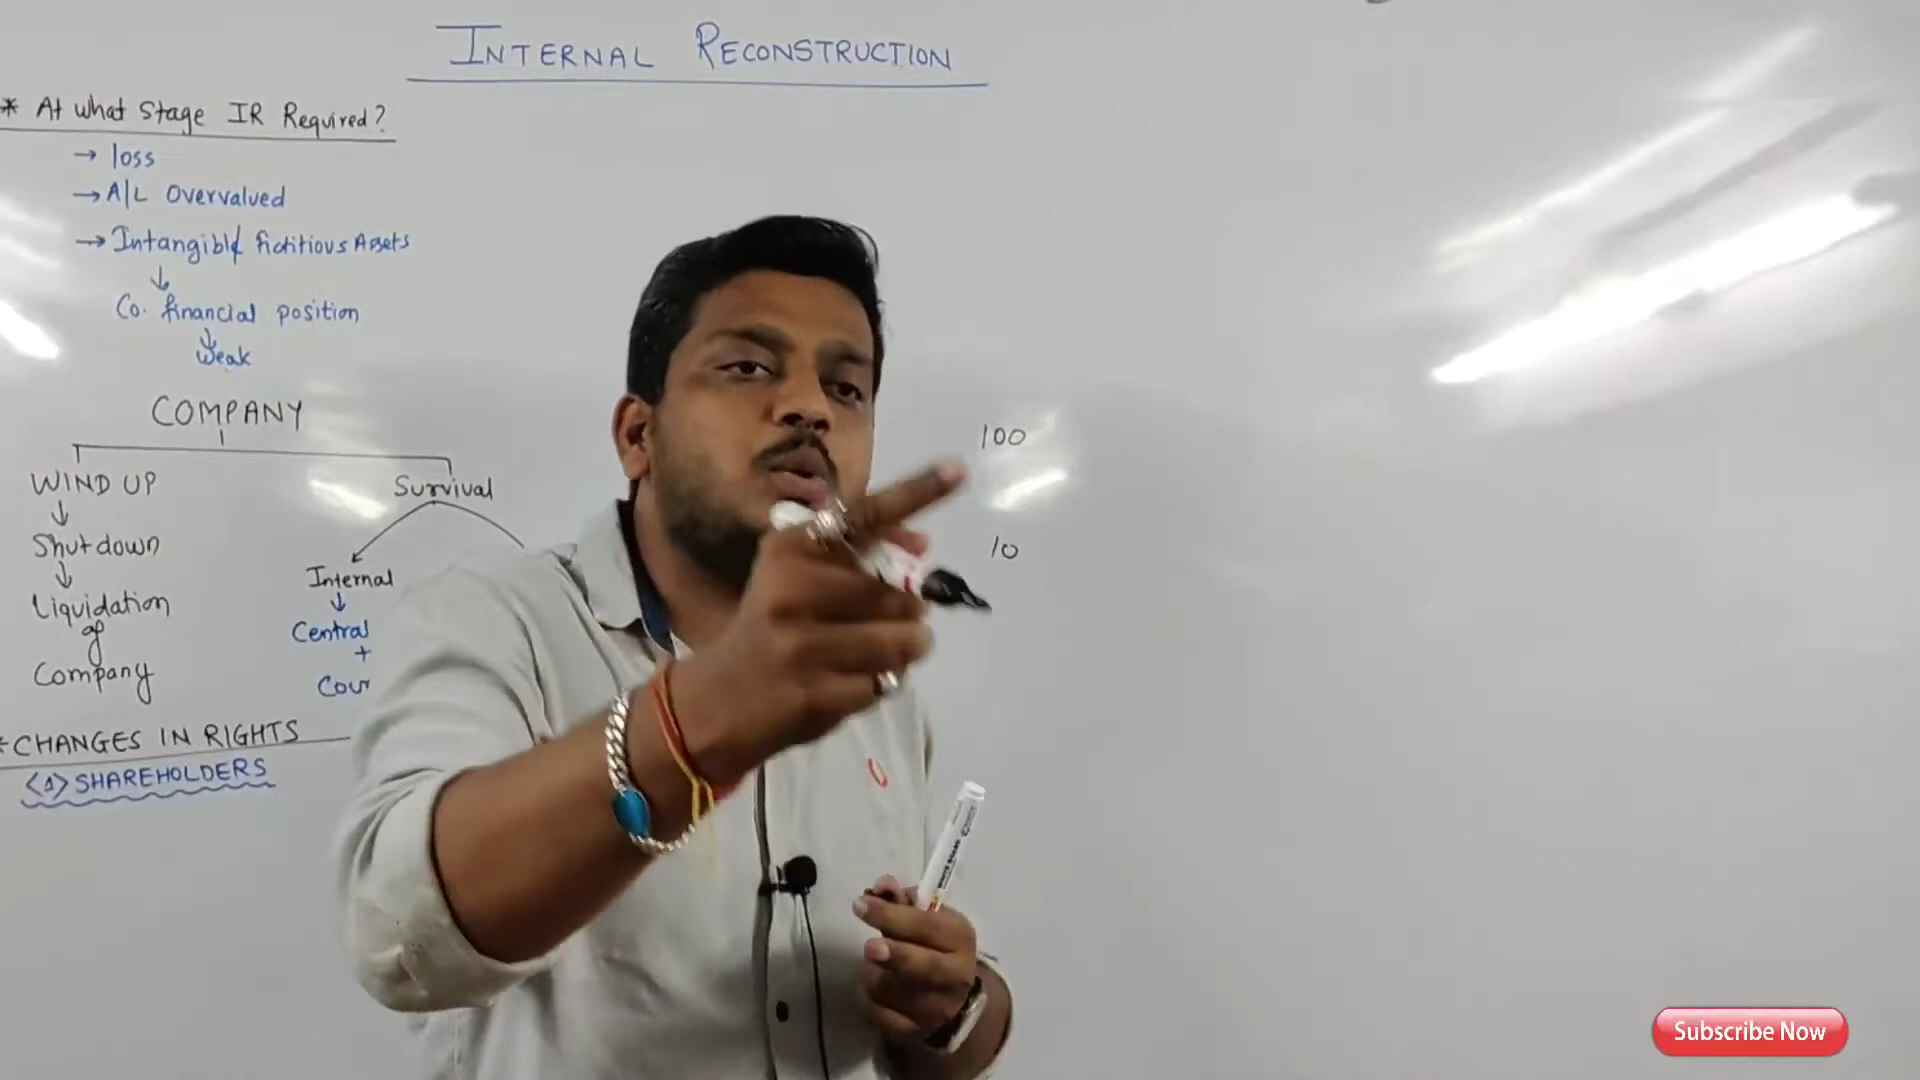 INTERNAL RECONSTRUCTION
* At what Stage IR Required?
→ loss
→ A/L Overvalued
→ Intangible fictitious Assets
↓
Co. financial position
↓
Weak
COMPANY
WIND UP
↓
Shutdown
↓
Liquidation
of
Company
Survival
Internal
↓
Central
+
Cour
* CHANGES IN RIGHTS
<1> SHAREHOLDERS
100
10
Subscribe Now